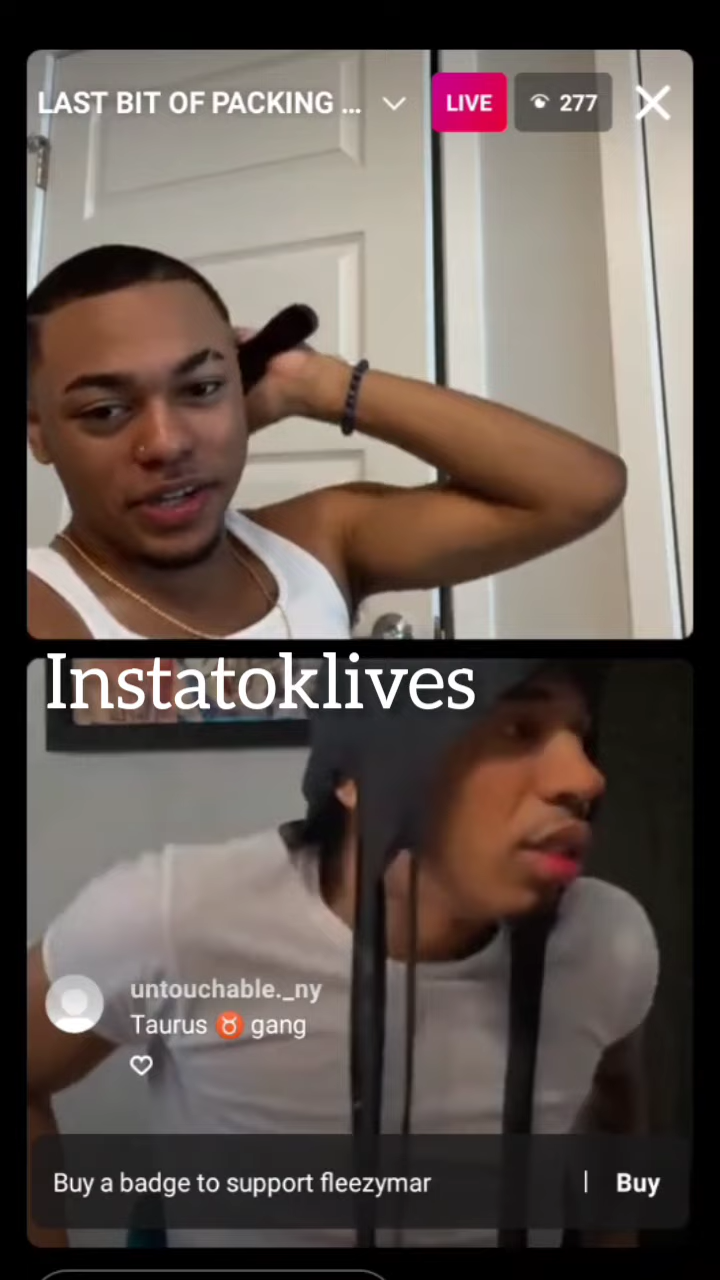 LAST BIT OF PACKING ...
LIVE
277
Instatoklives
untouchable._ny
Taurus ♉ gang
Buy a badge to support fleezymar | Buy